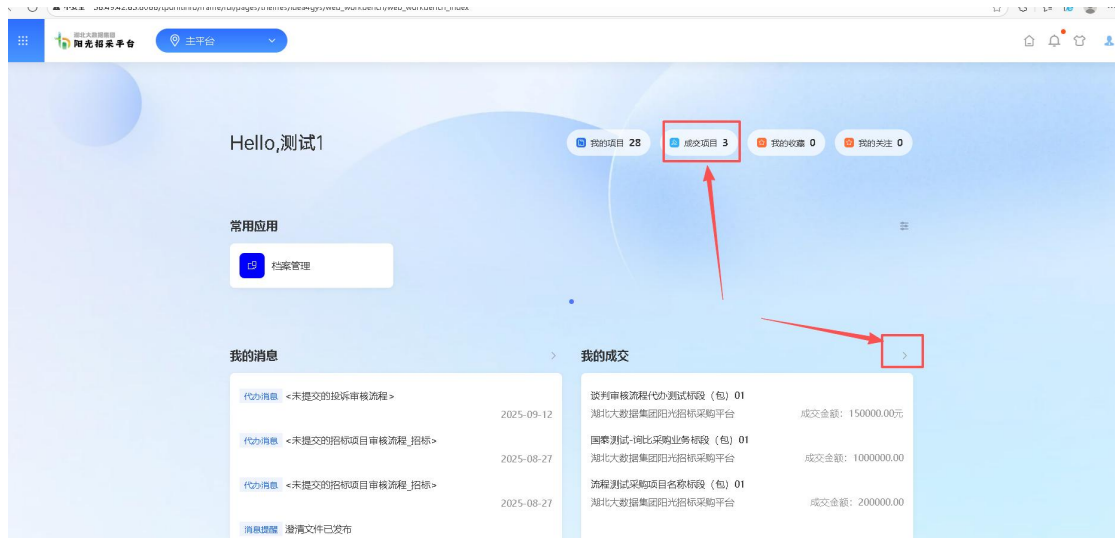 湖北大数据集团
阳光招采平台
主平台
Hello,测试1
我的项目 28
成交项目 3
我的收藏 0
我的关注 0
常用应用
档案管理
我的消息
我的成交
代办消息 <未提交的投诉审核流程>
2025-09-12
代办消息 <未提交的招标项目审核流程_招标>
2025-08-27
代办消息 <未提交的招标项目审核流程_招标>
2025-08-27
消息提醒 澄清文件已发布
谈判审核流程代办测试标段（包）01
湖北大数据集团阳光招标采购平台 成交金额：150000.00元
国泰测试-询比采购业务标段（包）01
湖北大数据集团阳光招标采购平台 成交金额：1000000.00
流程测试采购项目名称标段（包）01
湖北大数据集团阳光招标采购平台 成交金额：200000.00